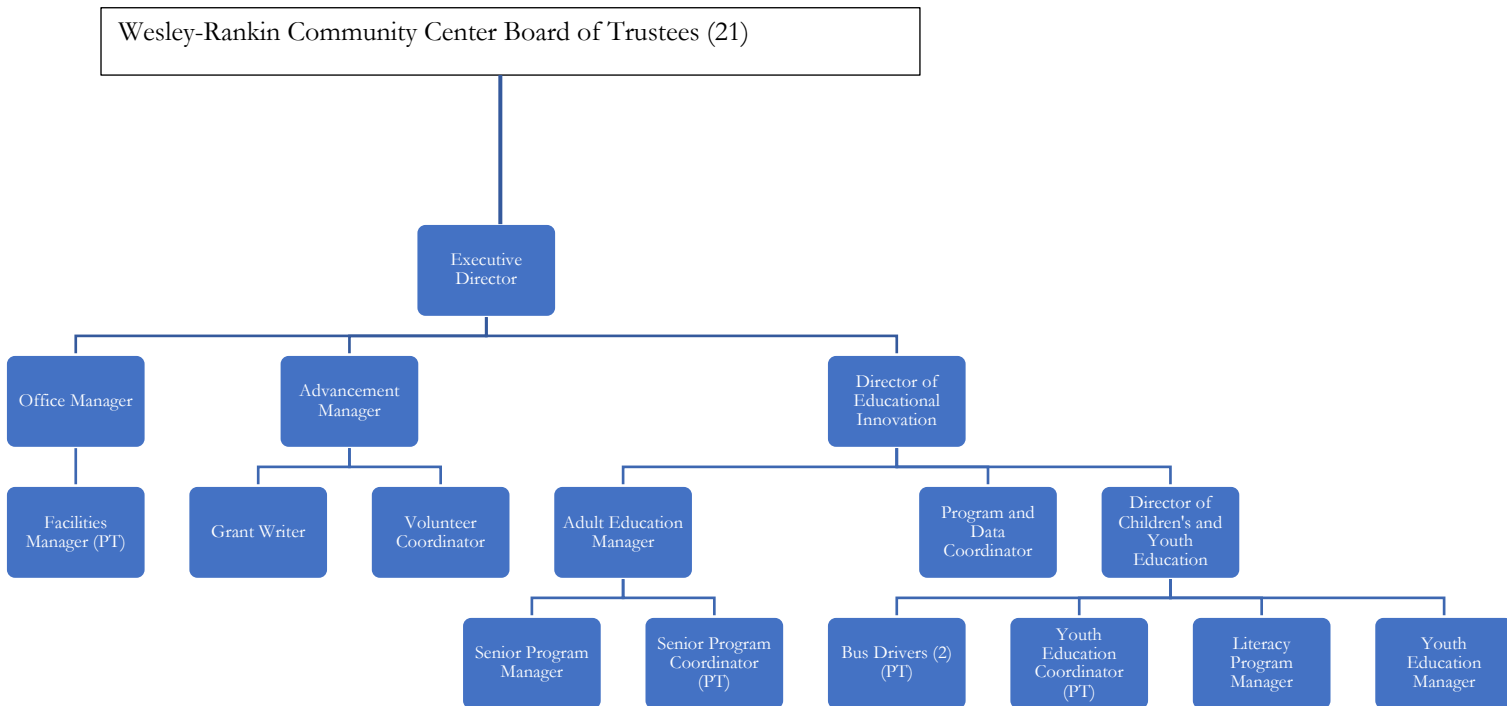 Wesley-Rankin Community Center Board of Trustees (21)
Executive
Director
Office Manager
Advancement
Manager
Director of
Educational
Innovation
Facilities
Manager (PT)
Grant Writer
Volunteer
Coordinator
Adult Education
Manager
Program and
Data
Coordinator
Director of
Children's and
Youth
Education
Senior Program
Manager
Senior Program
Coordinator
(PT)
Bus Drivers (2)
(PT)
Youth
Education
Coordinator
(PT)
Literacy
Program
Manager
Youth
Education
Manager